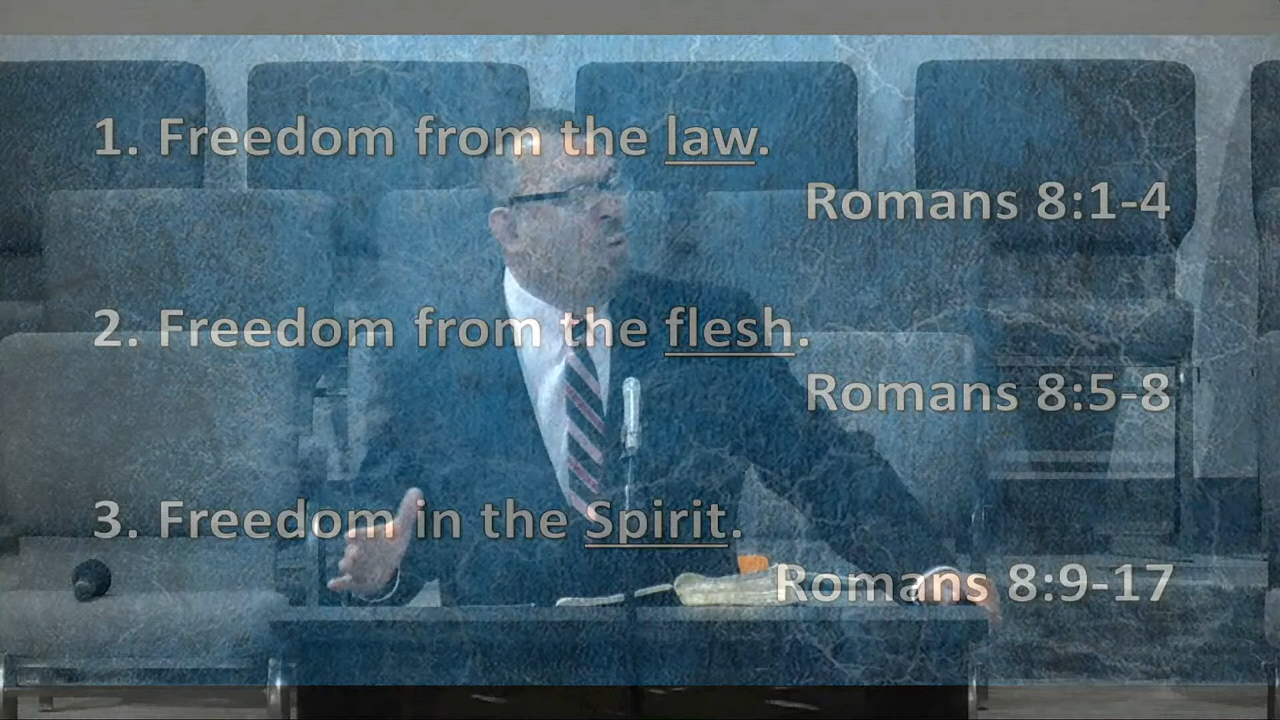 1. Freedom from the law.
Romans 8:1-4
2. Freedom from the flesh.
Romans 8:5-8
3. Freedom in the Spirit.
Romans 8:9-17